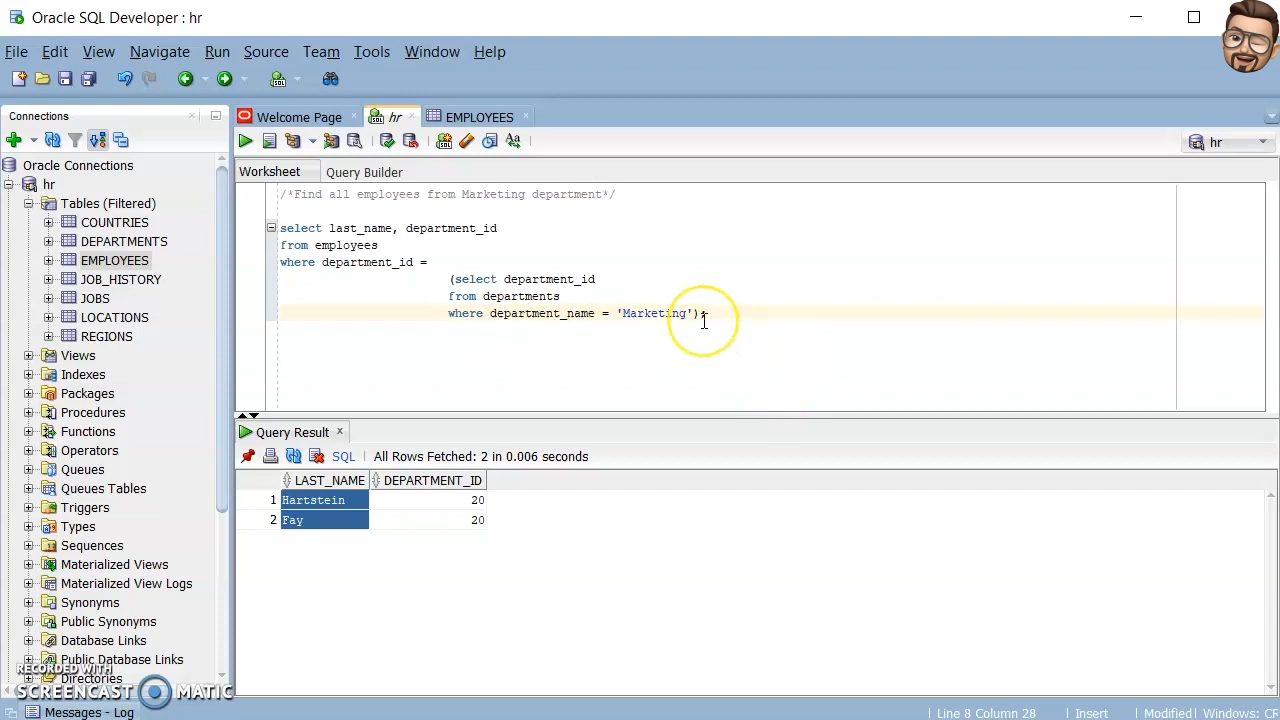 Oracle SQL Developer : hr
File Edit View Navigate Run Source Team Tools Window Help
Connections
Oracle Connections
hr
Tables (Filtered)
COUNTRIES
DEPARTMENTS
EMPLOYEES
JOB_HISTORY
JOBS
LOCATIONS
REGIONS
Views
Indexes
Packages
Procedures
Functions
Operators
Queues
Queues Tables
Triggers
Types
Sequences
Materialized Views
Materialized View Logs
Synonyms
Public Synonyms
Database Links
Public Database Links
Directories
Welcome Page hr EMPLOYEES
hr
Worksheet Query Builder
/*Find all employees from Marketing department*/
select last_name, department_id
from employees
where department_id =
(select department_id
from departments
where department_name = 'Marketing');
Query Result
SQL All Rows Fetched: 2 in 0.006 seconds
LAST_NAME DEPARTMENT_ID
1 Hartstein 20
2 Fay 20
RECORDED WITH
SCREENCAST MATIC
Messages - Log
Line 8 Column 28 Insert Modified Windows: CR